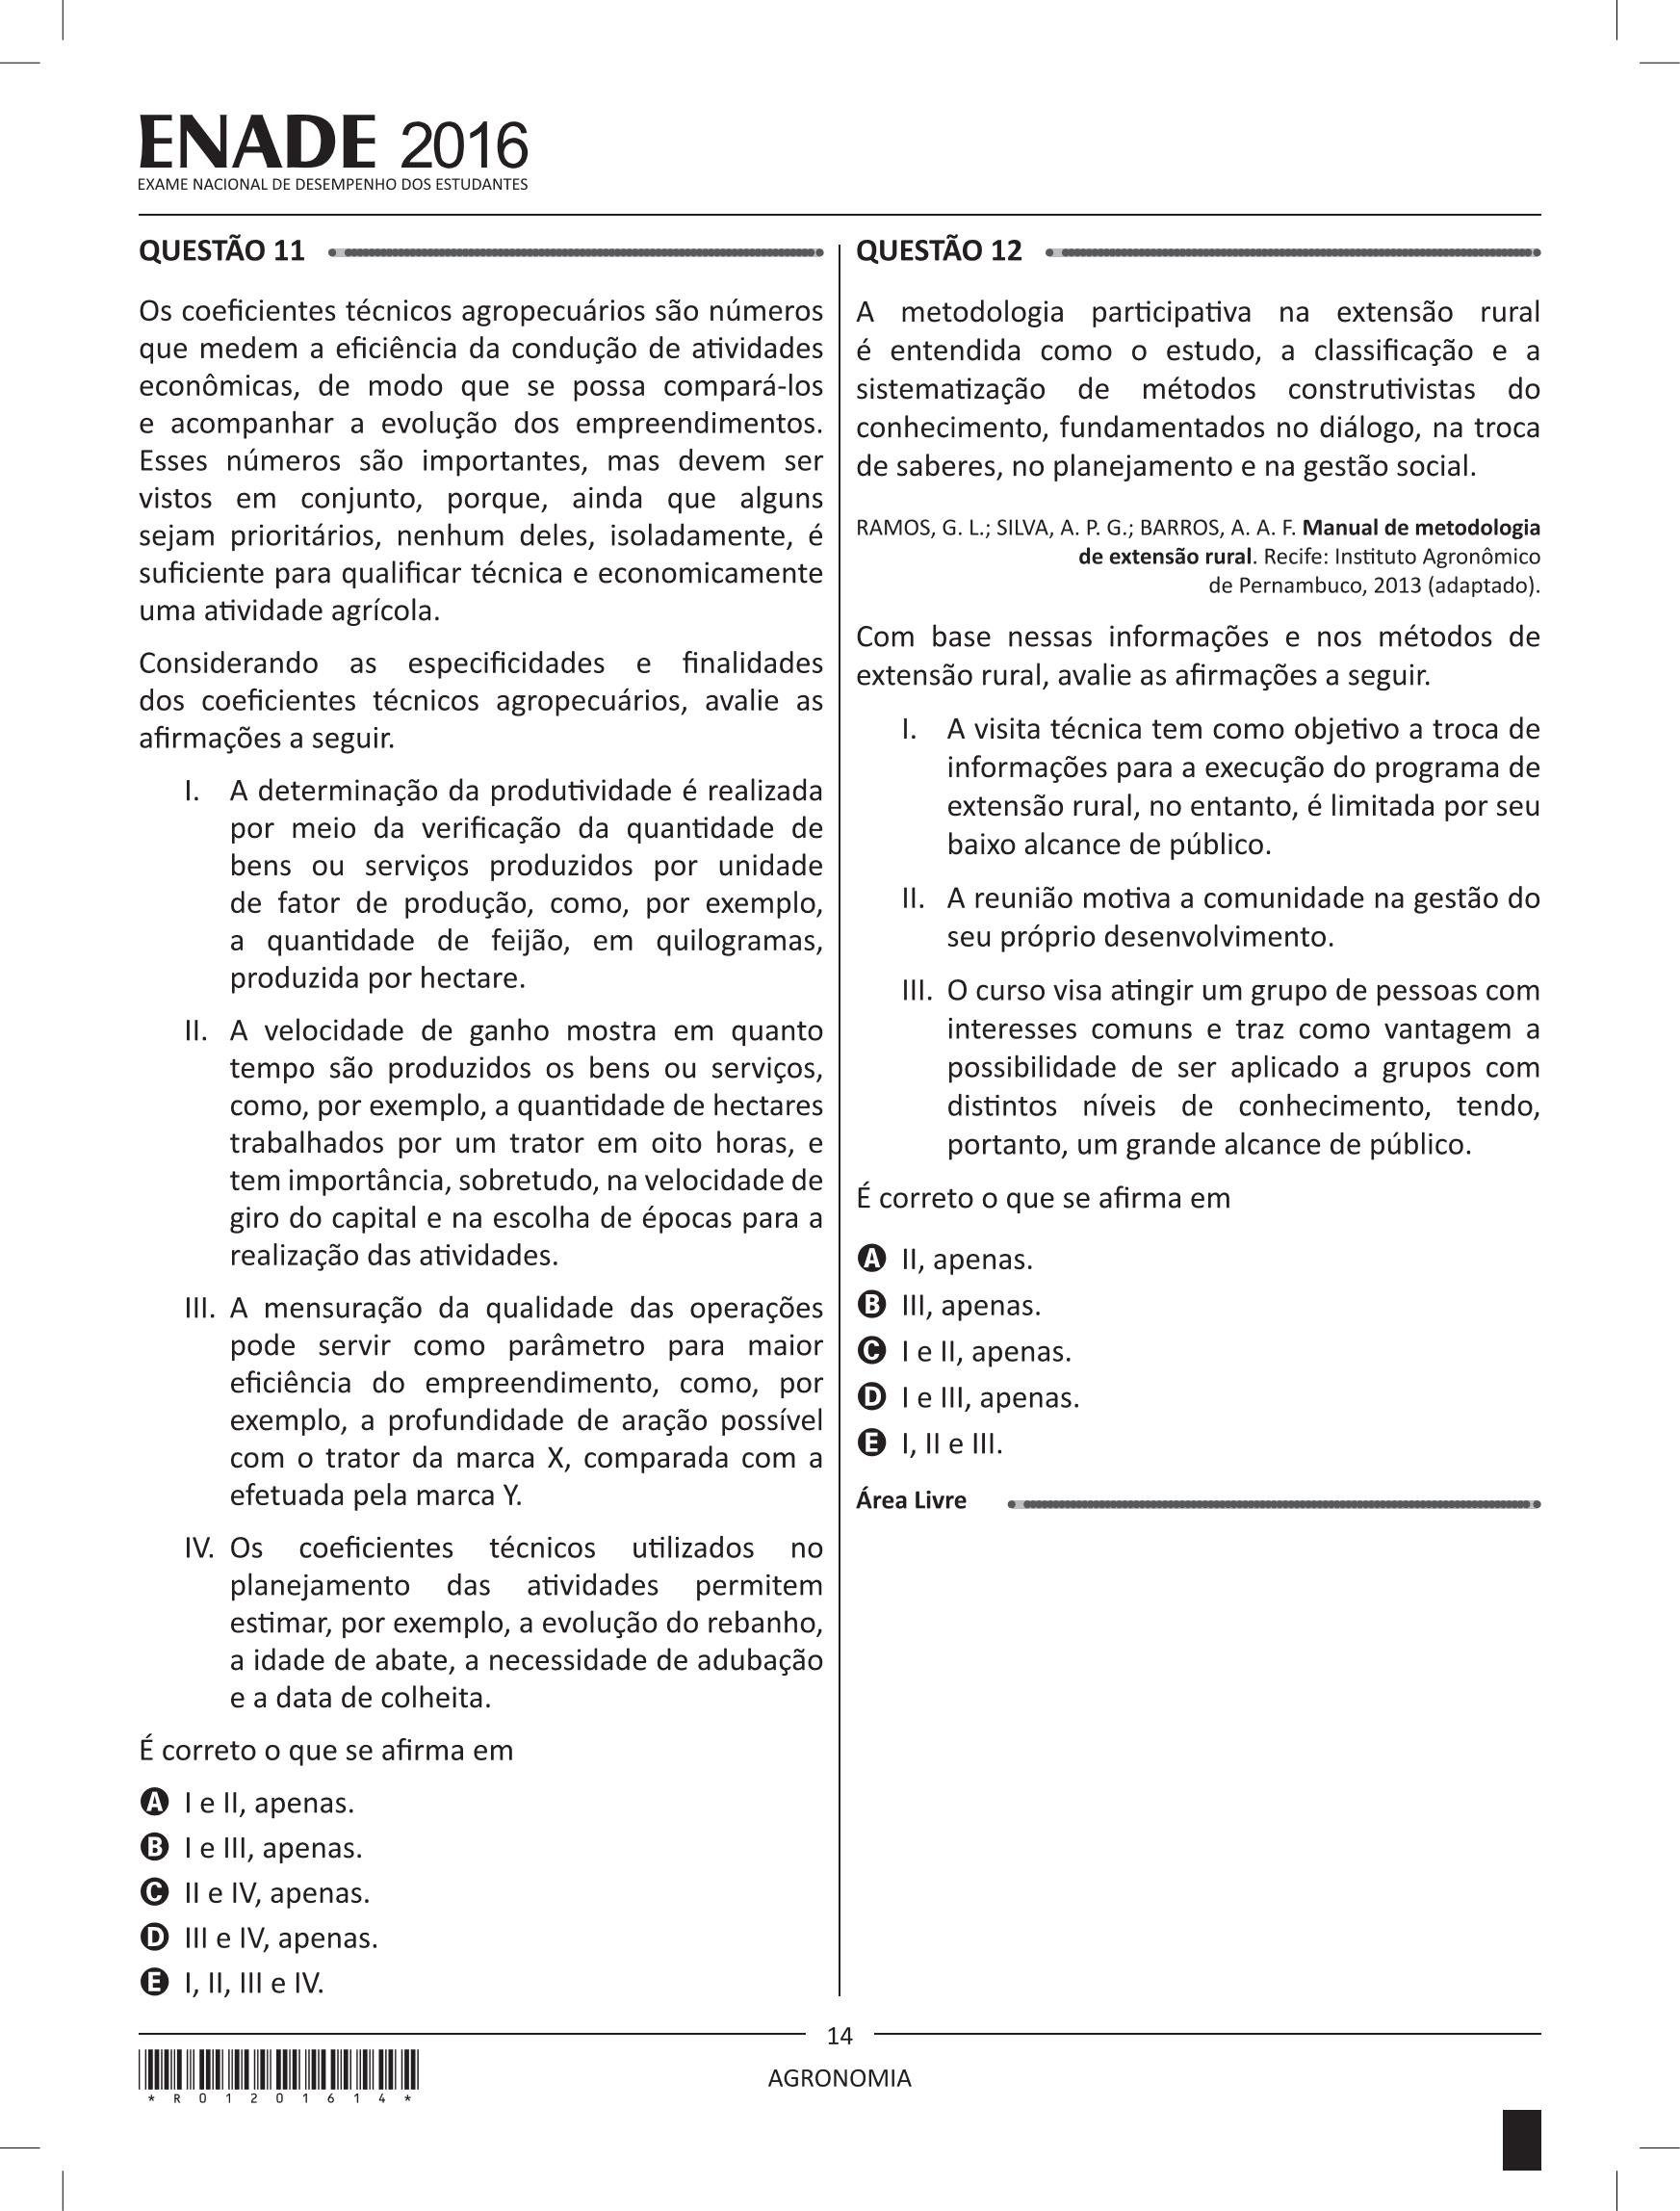 ENADE 2016
EXAME NACIONAL DE DESEMPENHO DOS ESTUDANTES
QUESTÃO 11
Os coeficientes técnicos agropecuários são números
que medem a eficiência da condução de atividades
econômicas, de modo que se possa compará-los
e acompanhar a evolução dos empreendimentos.
Esses números são importantes, mas devem ser
vistos em conjunto, porque, ainda que alguns
sejam prioritários, nenhum deles, isoladamente, é
suficiente para qualificar técnica e economicamente
uma atividade agrícola.
Considerando as especificidades e finalidades
dos coeficientes técnicos agropecuários, avalie as
afirmações a seguir.
I. A determinação da produtividade é realizada
por meio da verificação da quantidade de
bens ou serviços produzidos por unidade
de fator de produção, como, por exemplo,
a quantidade de feijão, em quilogramas,
produzida por hectare.
II. A velocidade de ganho mostra em quanto
tempo são produzidos os bens ou serviços,
como, por exemplo, a quantidade de hectares
trabalhados por um trator em oito horas, e
tem importância, sobretudo, na velocidade de
giro do capital e na escolha de épocas para a
realização das atividades.
III. A mensuração da qualidade das operações
pode servir como parâmetro para maior
eficiência do empreendimento, como, por
exemplo, a profundidade de aração possível
com o trator da marca X, comparada com a
efetuada pela marca Y.
IV. Os coeficientes técnicos utilizados no
planejamento das atividades permitem
estimar, por exemplo, a evolução do rebanho,
a idade de abate, a necessidade de adubação
e a data de colheita.
É correto o que se afirma em
A I e II, apenas.
B I e III, apenas.
C II e IV, apenas.
D III e IV, apenas.
E I, II, III e IV.
QUESTÃO 12
A metodologia participativa na extensão rural
é entendida como o estudo, a classificação e a
sistematização de métodos construtivistas do
conhecimento, fundamentados no diálogo, na troca
de saberes, no planejamento e na gestão social.
RAMOS, G. L.; SILVA, A. P. G.; BARROS, A. A. F. Manual de metodologia
de extensão rural. Recife: Instituto Agronômico
de Pernambuco, 2013 (adaptado).
Com base nessas informações e nos métodos de
extensão rural, avalie as afirmações a seguir.
I. A visita técnica tem como objetivo a troca de
informações para a execução do programa de
extensão rural, no entanto, é limitada por seu
baixo alcance de público.
II. A reunião motiva a comunidade na gestão do
seu próprio desenvolvimento.
III. O curso visa atingir um grupo de pessoas com
interesses comuns e traz como vantagem a
possibilidade de ser aplicado a grupos com
distintos níveis de conhecimento, tendo,
portanto, um grande alcance de público.
É correto o que se afirma em
A II, apenas.
B III, apenas.
C I e II, apenas.
D I e III, apenas.
E I, II e III.
Área Livre
14
AGRONOMIA
*R01201614*